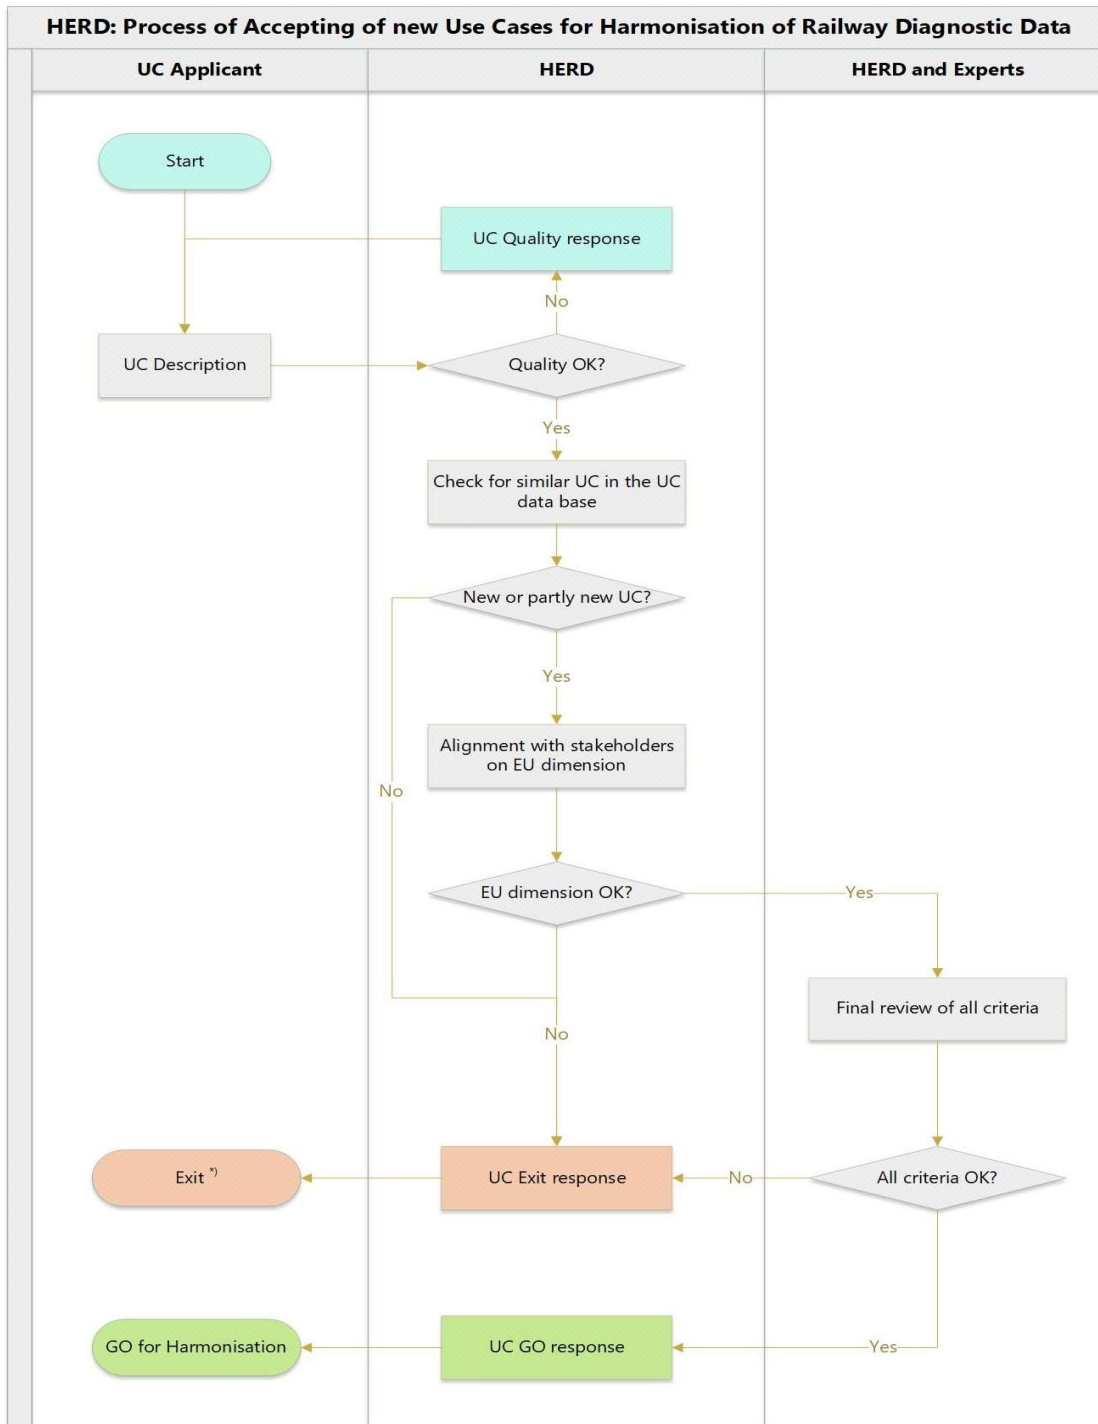 HERD: Process of Accepting of new Use Cases for Harmonisation of Railway Diagnostic Data
UC Applicant
HERD
HERD and Experts
Start
UC Quality response
No
UC Description
Quality OK?
Yes
Check for similar UC in the UC
data base
New or partly new UC?
Yes
Alignment with stakeholders
on EU dimension
No
EU dimension OK?
Yes
Final review of all criteria
No
Exit *)
UC Exit response
No
All criteria OK?
GO for Harmonisation
UC GO response
Yes